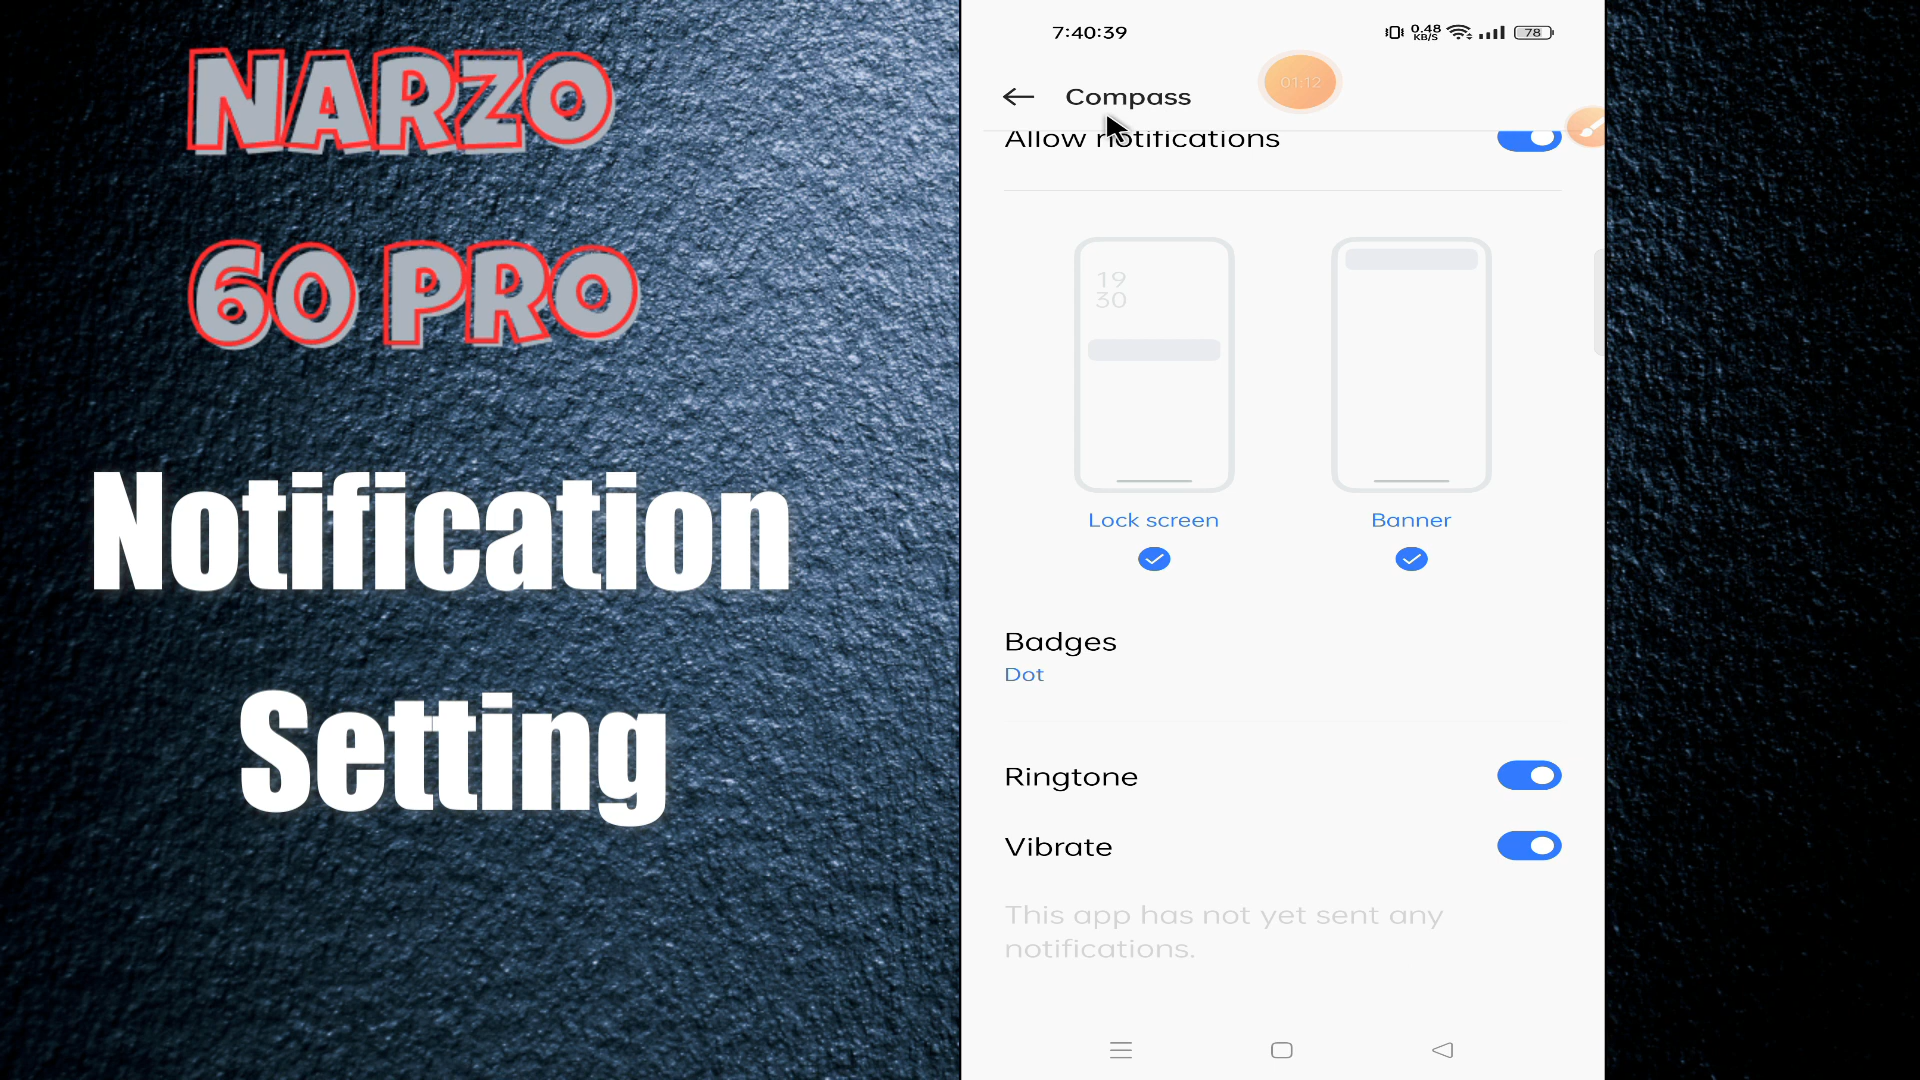 NARZO
60 PRO
Notification
Setting
7:40:39
0.48
KB/S
78
01:12
Compass
Allow notifications
19
30
Lock screen
Banner
Badges
Dot
Ringtone
Vibrate
This app has not yet sent any
notifications.